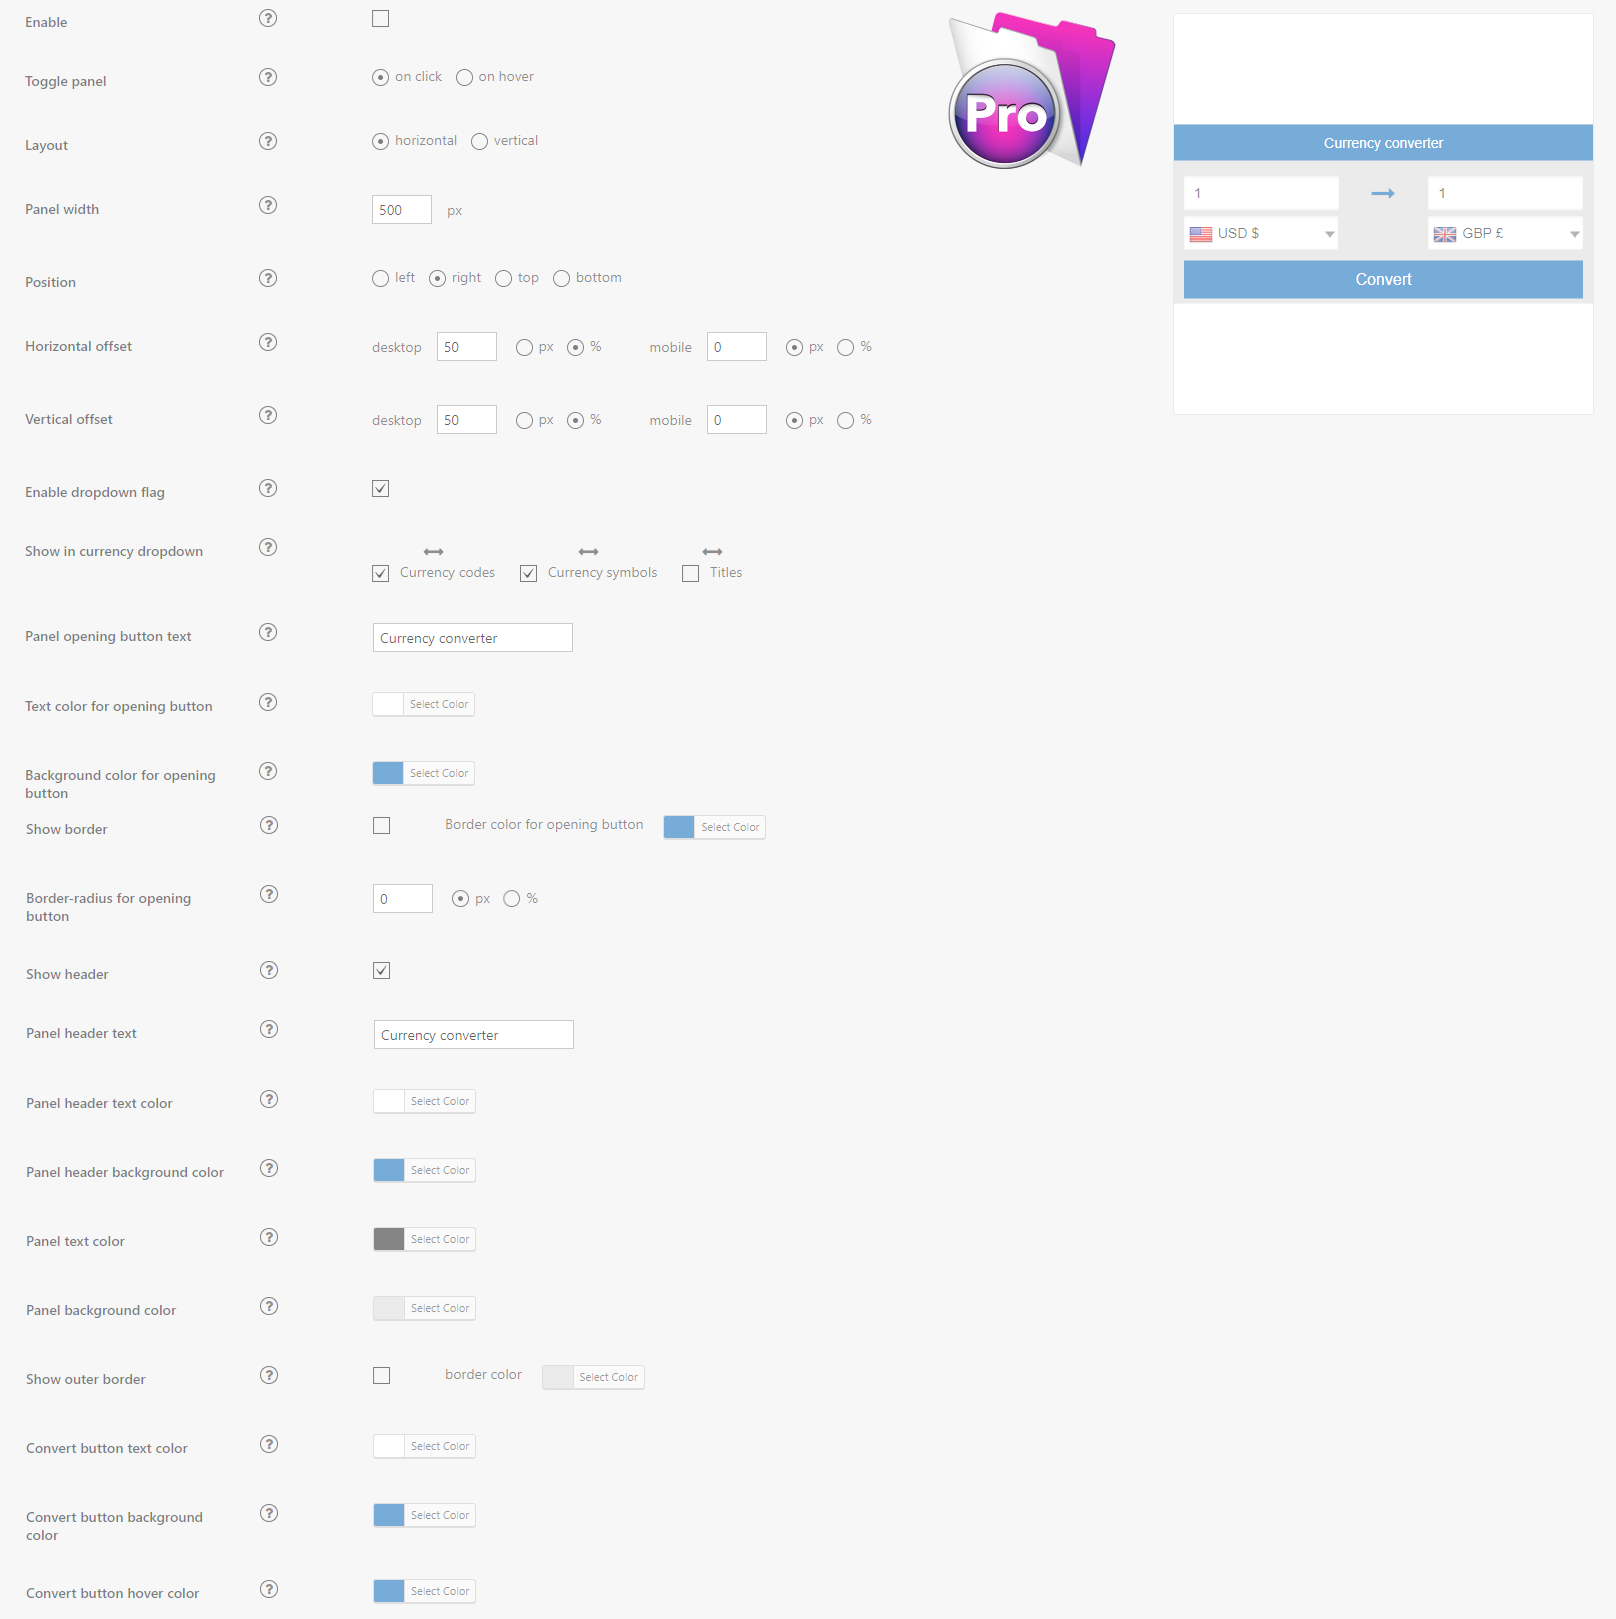 Enable ?
Toggle panel ? on click on hover
Layout ? horizontal vertical
Panel width ? 500 px
Position ? left right top bottom
Horizontal offset ? desktop 50 px % mobile 0 px %
Vertical offset ? desktop 50 px % mobile 0 px %
Enable dropdown flag ?
Show in currency dropdown ? Currency codes Currency symbols Titles
Panel opening button text ? Currency converter
Text color for opening button ? Select Color
Background color for opening ? Select Color
button
Show border ? Border color for opening button Select Color
Border-radius for opening ? 0 px %
button
Show header ?
Panel header text ? Currency converter
Panel header text color ? Select Color
Panel header background color ? Select Color
Panel text color ? Select Color
Panel background color ? Select Color
Show outer border ? border color Select Color
Convert button text color ? Select Color
Convert button background ? Select Color
color
Convert button hover color ? Select Color
Pro
Currency converter
1 1
USD $ GBP £
Convert